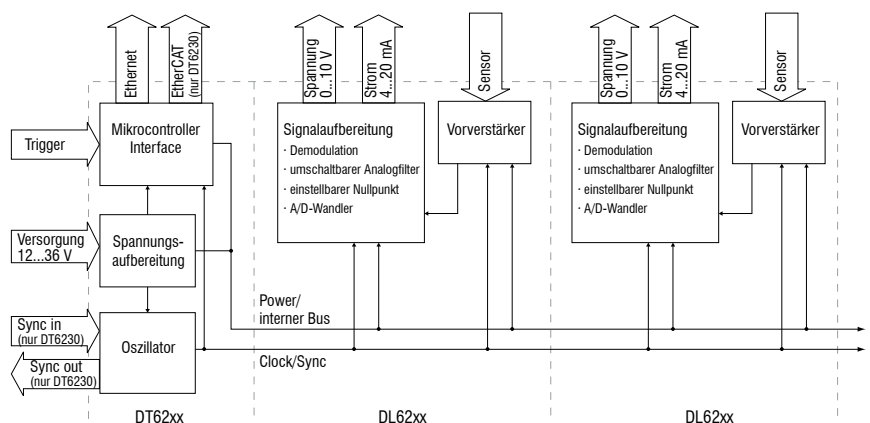 Ethernet
EtherCAT
(nur DT6230)
Spannung
0...10 V
Strom
4...20 mA
Sensor
Spannung
0...10 V
Strom
4...20 mA
Sensor
Trigger
Mikrocontroller
Interface
Signalaufbereitung
· Demodulation
· umschaltbarer Analogfilter
· einstellbarer Nullpunkt
· A/D-Wandler
Vorverstärker
Signalaufbereitung
· Demodulation
· umschaltbarer Analogfilter
· einstellbarer Nullpunkt
· A/D-Wandler
Vorverstärker
Versorgung
12...36 V
Spannungs-
aufbereitung
Power/
interner Bus
Sync in
(nur DT6230)
Oszillator
Sync out
(nur DT6230)
Clock/Sync
DT62xx
DL62xx
DL62xx